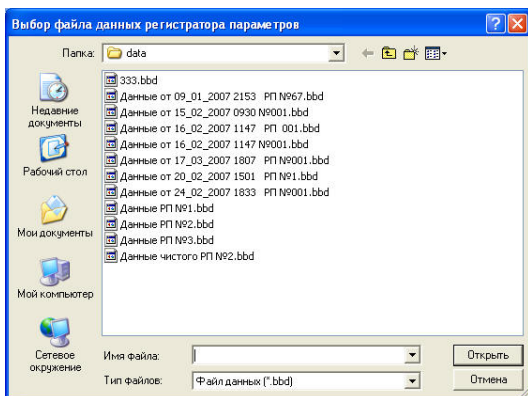 Выбор файла данных регистратора параметров
Папка: data
Недавние документы
Рабочий стол
Мои документы
Мой компьютер
Сетевое окружение
333.bbd
Данные от 09_01_2007 2153 РП №67.bbd
Данные от 15_02_2007 0930 №001.bbd
Данные от 16_02_2007 1147 РП 001.bbd
Данные от 16_02_2007 1147 №001.bbd
Данные от 17_03_2007 1807 РП №001.bbd
Данные от 20_02_2007 1501 РП №1.bbd
Данные от 24_02_2007 1833 РП №001.bbd
Данные РП №1.bbd
Данные РП №2.bbd
Данные РП №3.bbd
Данные чистого РП №2.bbd
Имя файла:
Открыть
Тип файлов: Файл данных (*.bbd)
Отмена